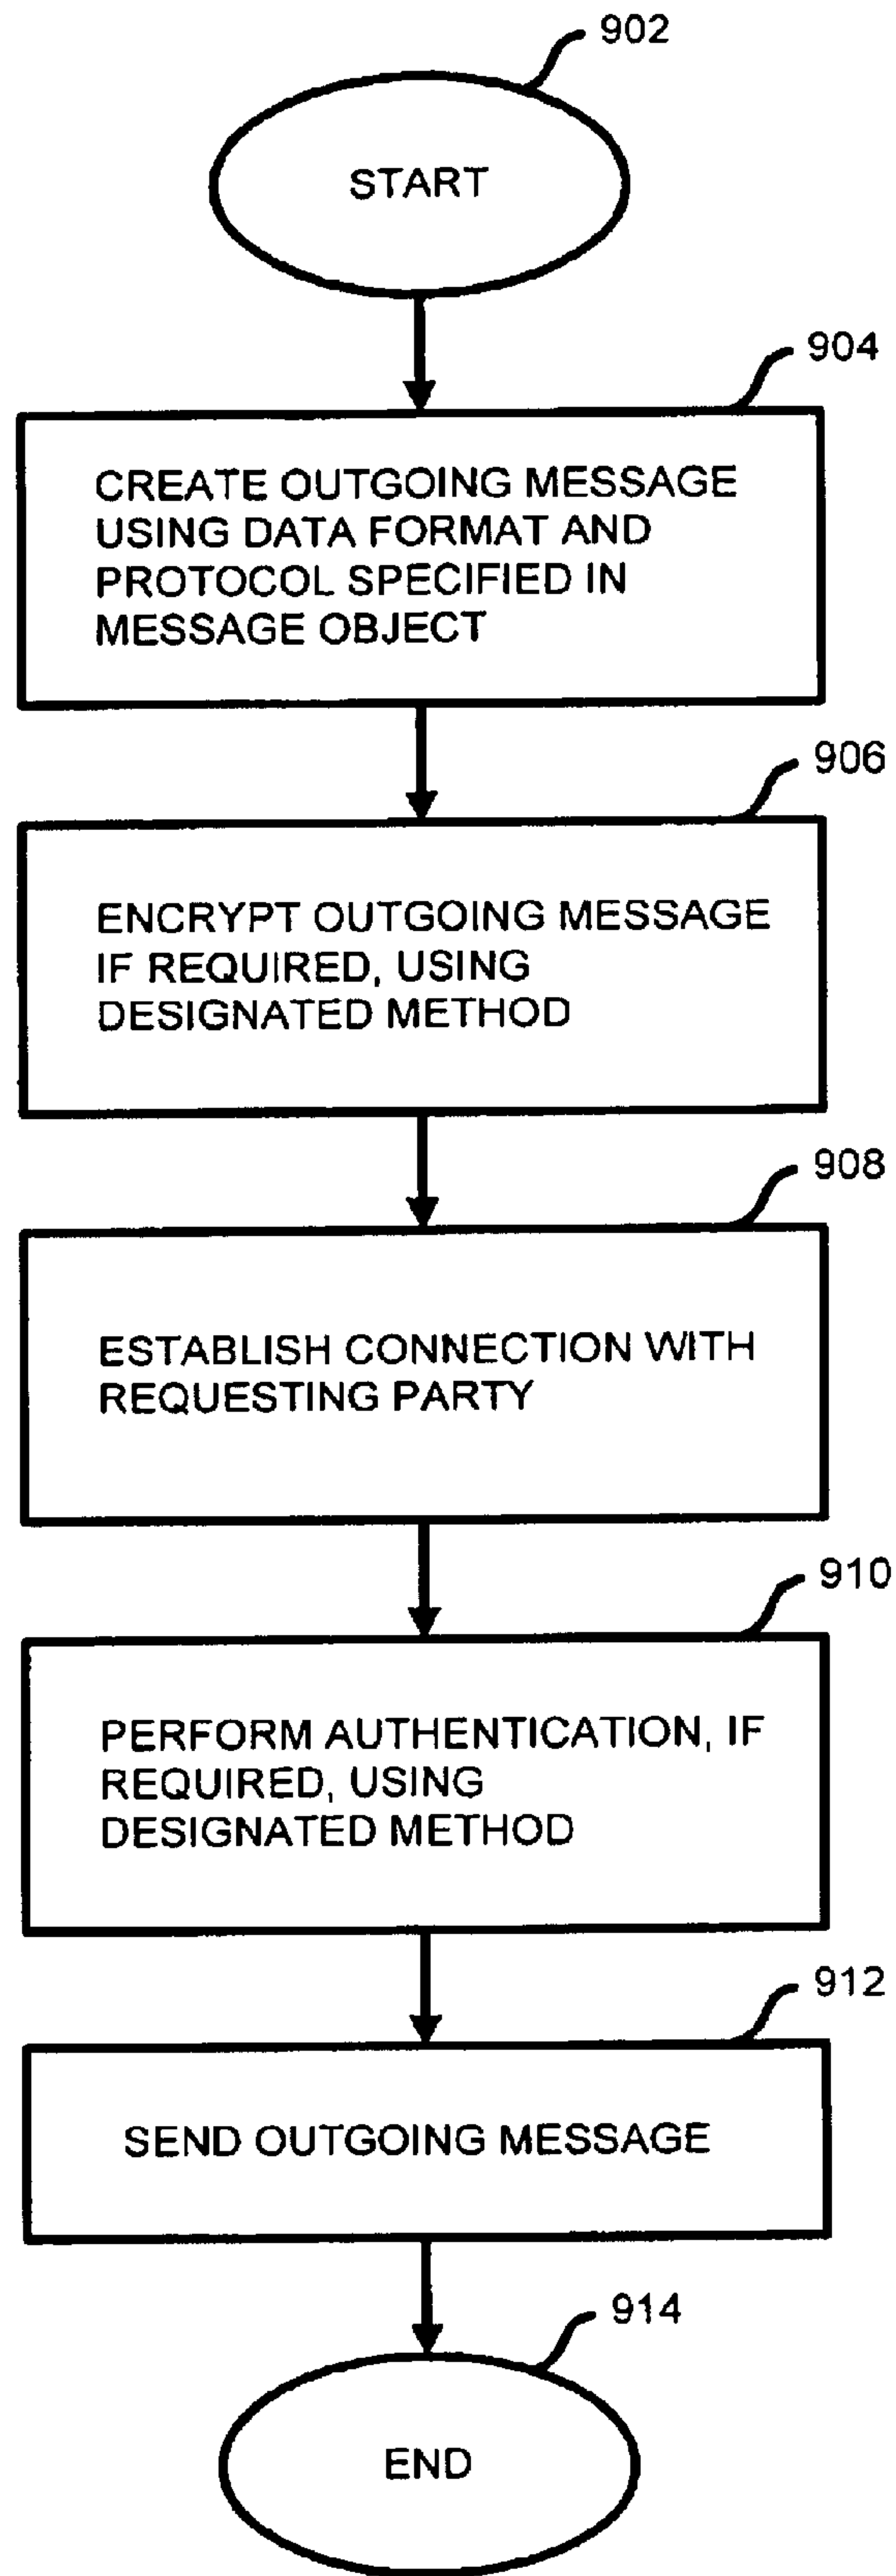 902
START
904
CREATE OUTGOING MESSAGE
USING DATA FORMAT AND
PROTOCOL SPECIFIED IN
MESSAGE OBJECT
906
ENCRYPT OUTGOING MESSAGE
IF REQUIRED, USING
DESIGNATED METHOD
908
ESTABLISH CONNECTION WITH
REQUESTING PARTY
910
PERFORM AUTHENTICATION, IF
REQUIRED, USING
DESIGNATED METHOD
912
SEND OUTGOING MESSAGE
914
END